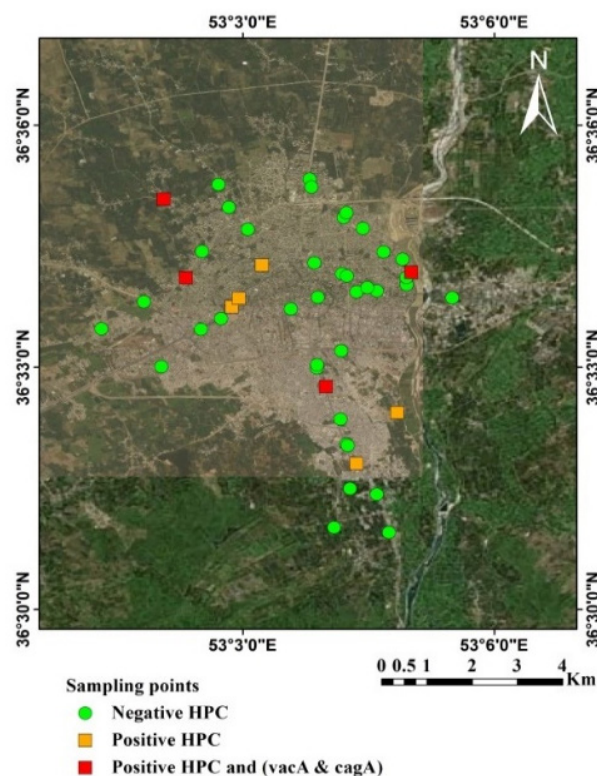 53°3'0"E 53°6'0"E
N
36°36'0"N 36°36'0"N
36°33'0"N 36°33'0"N
36°30'0"N 36°30'0"N
53°3'0"E 53°6'0"E
0 0.5 1 2 3 4
Km
Sampling points
Negative HPC
Positive HPC
Positive HPC and (vacA & cagA)